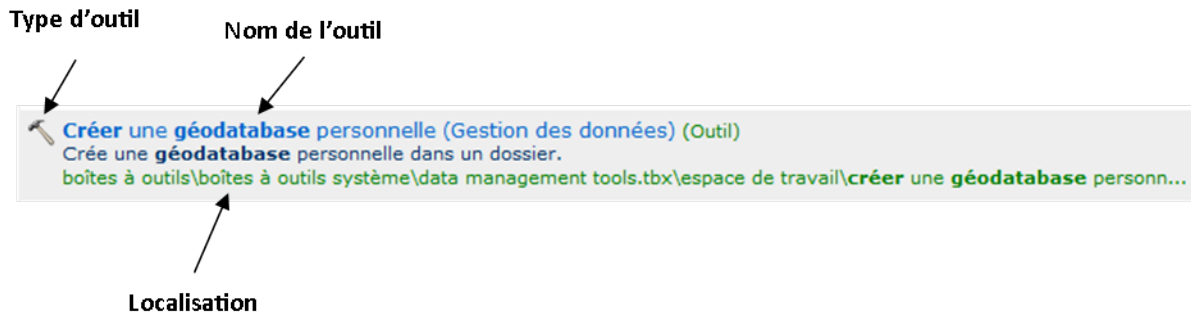 Type d'outil
Nom de l'outil
Créer une géodatabase personnelle (Gestion des données) (Outil)
Crée une géodatabase personnelle dans un dossier.
boîtes à outils\boîtes à outils système\data management tools.tbx\espace de travail\créer une géodatabase personn...
Localisation